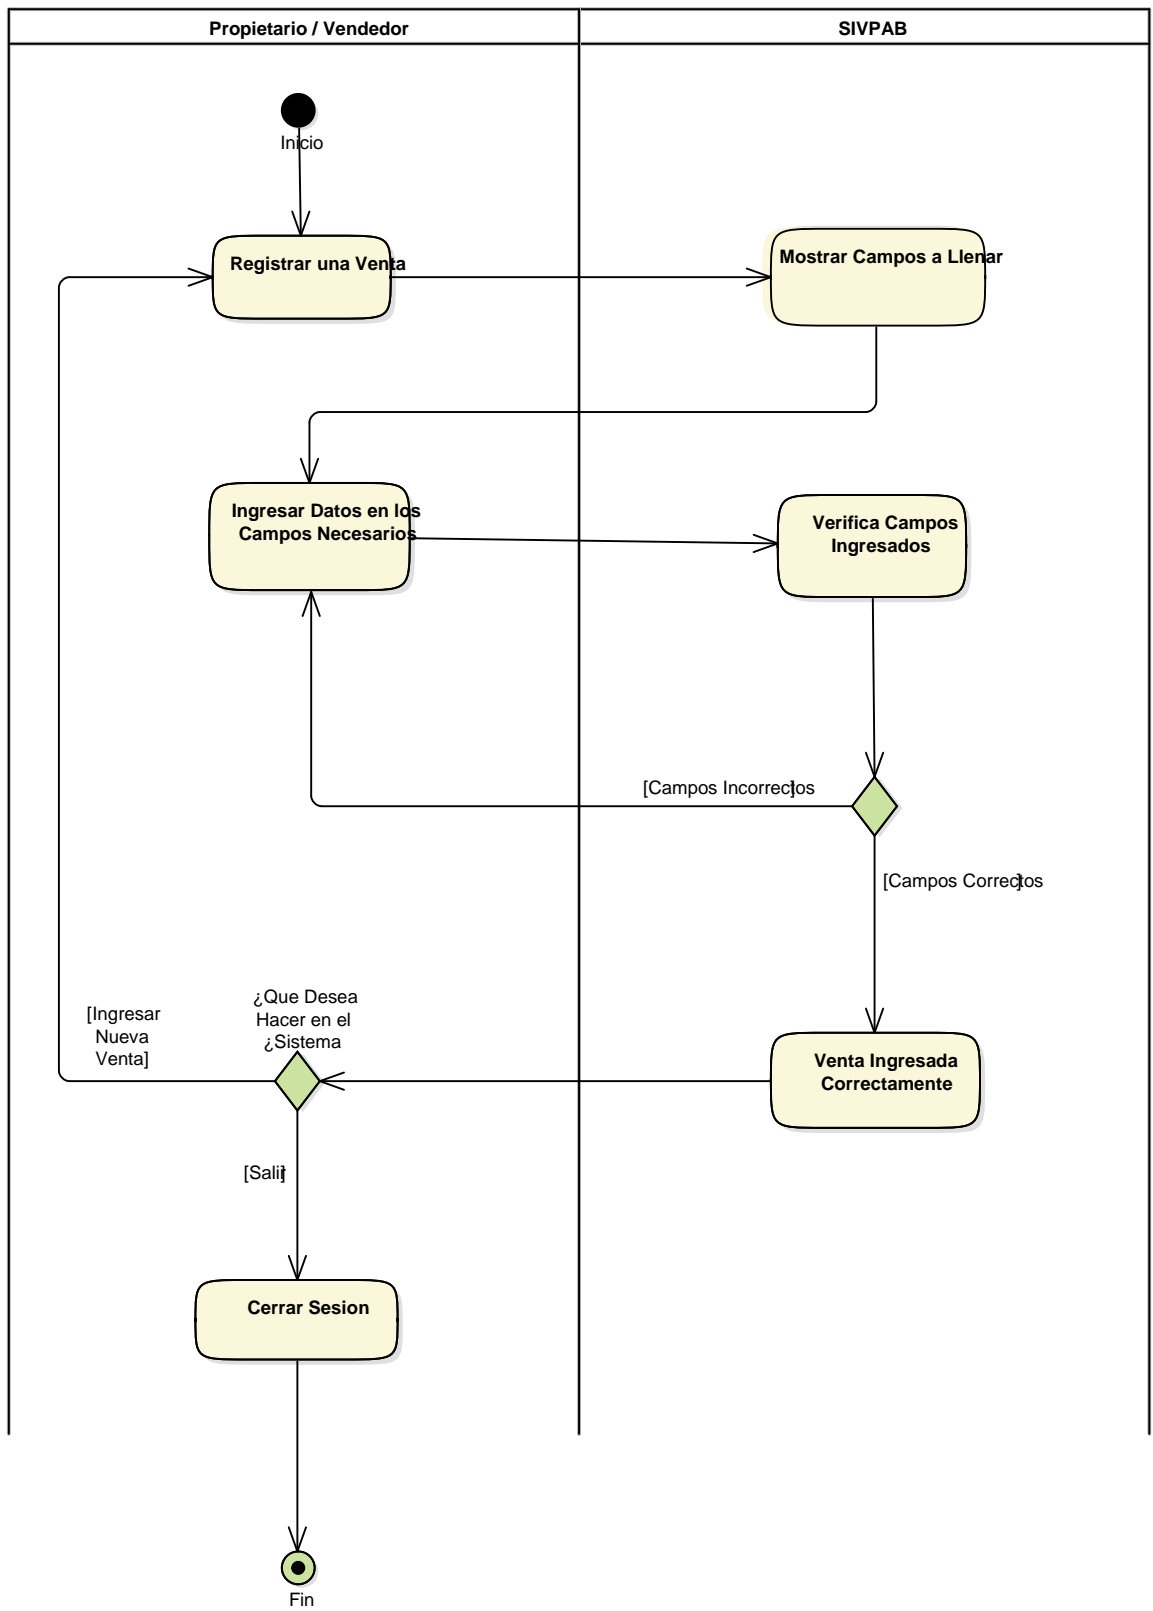 Propietario / Vendedor
SIVPAB
Inicio
Registrar una Venta
Mostrar Campos a Llenar
Ingresar Datos en los
Campos Necesarios
Verifica Campos
Ingresados
[Campos Incorrectos]
[Campos Correctos]
¿Que Desea
Hacer en el
¿Sistema
[Ingresar
Nueva
Venta]
Venta Ingresada
Correctamente
[Salir]
Cerrar Sesion
Fin